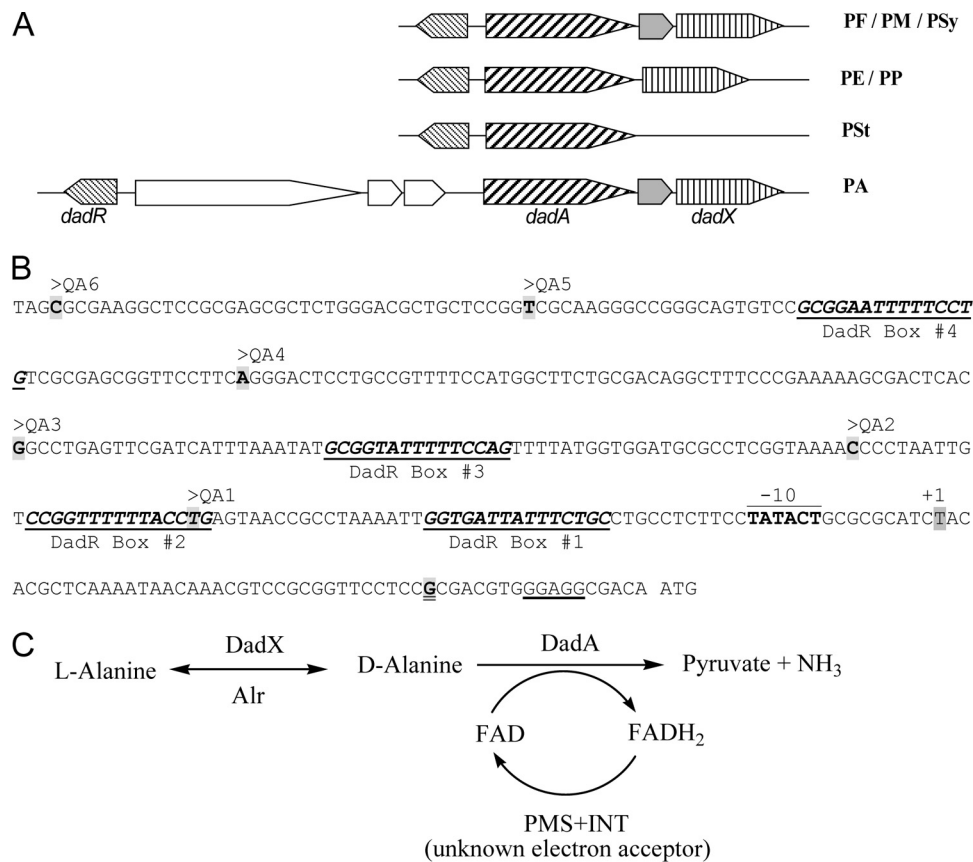 A
PF / PM / PSy
PE / PP
PSt
PA
dadR dadA dadX
B
>QA6 >QA5
TAGCGCGAAGGCTCCGCGAGCGCTCTGGGACGCTGCTCCGGTCGCAAGGGCCGGGCAGTGTCCGCGGAATTTTTCCT
DadR Box #4
>QA4
GTCGCGAGCGGTTCCTTCAGGGACTCCTGCCGTTTTCCATGGCTTCTGCGACAGGCTTTCCCGAAAAAGCGACTCAC
>QA3 >QA2
GGCCTGAGTTCGATCATTTAAATATGCGGTATTTTTCCAGTTTTATGGTGGATGCGCCTCGGTAAAACCCCTAATTG
DadR Box #3
>QA1 -10 +1
TCCGGTTTTTTACCTGAGTAACCGCCTAAAATTGGTGATTATTTCTGCCTGCCTCTTCCTATACTGCGCGCATCTAC
DadR Box #2 DadR Box #1
ACGCTCAAAATAACAAACGTCCGCGGTTCCTCCGCGACGTGGGAGGCGACA ATG
C
DadX DadA
L-Alanine D-Alanine Pyruvate + NH3
Alr
FAD FADH2
PMS+INT
(unknown electron acceptor)